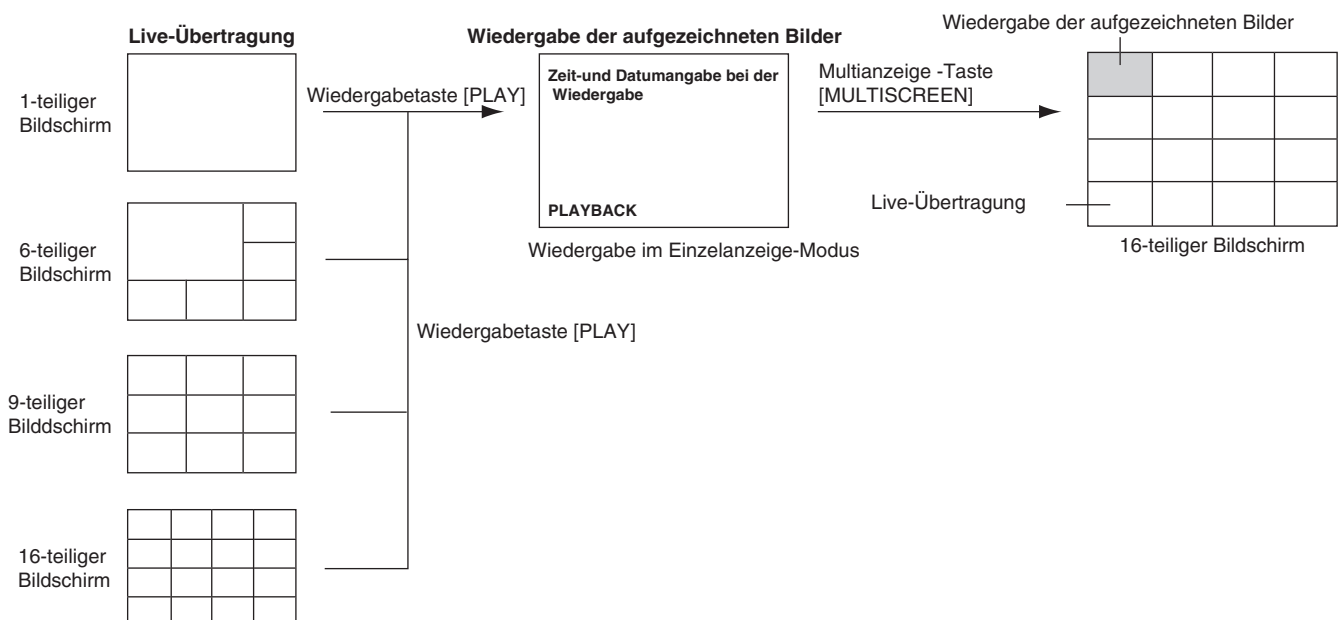 Live-Übertragung
Wiedergabe der aufgezeichneten Bilder
Wiedergabe der aufgezeichneten Bilder
1-teiliger
Bildschirm
Wiedergabetaste [PLAY]
Zeit-und Datumangabe bei der
Wiedergabe
PLAYBACK
Wiedergabe im Einzelanzeige-Modus
Multianzeige -Taste
[MULTISCREEN]
Live-Übertragung
16-teiliger Bildschirm
6-teiliger
Bildschirm
Wiedergabetaste [PLAY]
9-teiliger
Bilddschirm
16-teiliger
Bildschirm